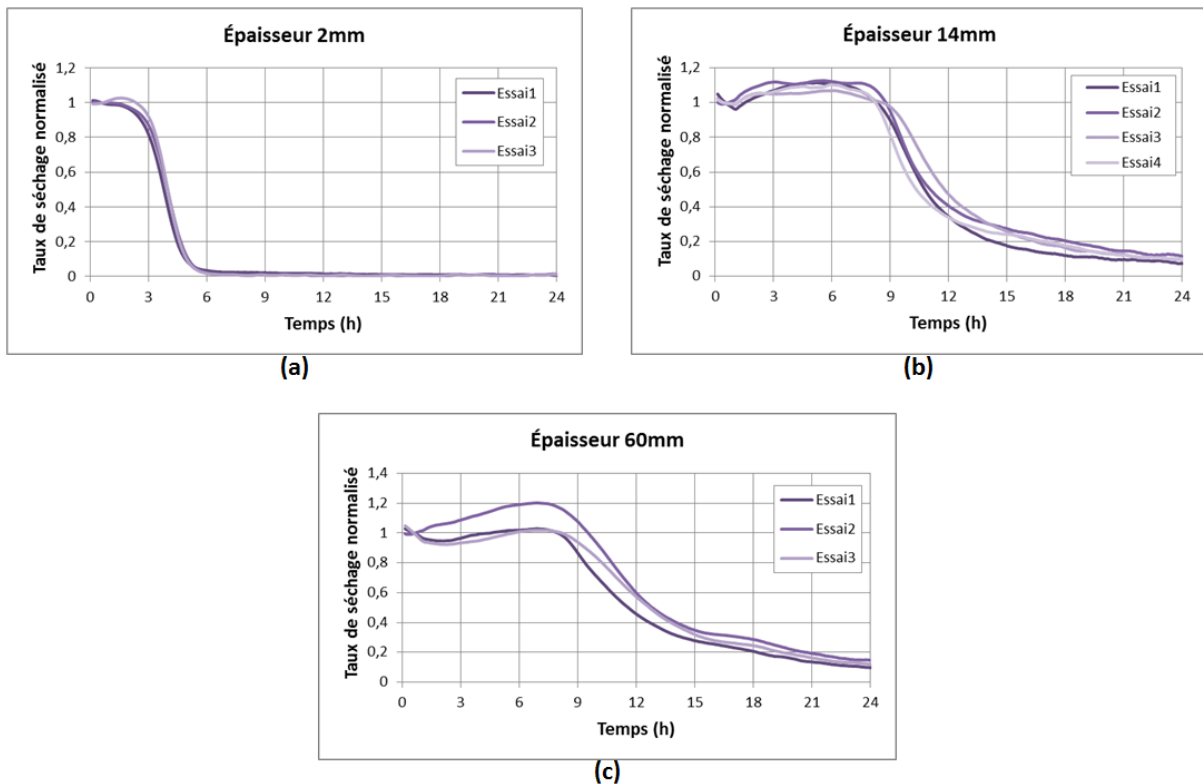 Épaisseur 2mm
Taux de séchage normalisé
1,2
1
0,8
0,6
0,4
0,2
0
0 3 6 9 12 15 18 21 24
Temps (h)
Essai1
Essai2
Essai3
(a)
Épaisseur 14mm
Taux de séchage normalisé
1,2
1
0,8
0,6
0,4
0,2
0
0 3 6 9 12 15 18 21 24
Temps (h)
Essai1
Essai2
Essai3
Essai4
(b)
Épaisseur 60mm
Taux de séchage normalisé
1,4
1,2
1
0,8
0,6
0,4
0,2
0
0 3 6 9 12 15 18 21 24
Temps (h)
Essai1
Essai2
Essai3
(c)